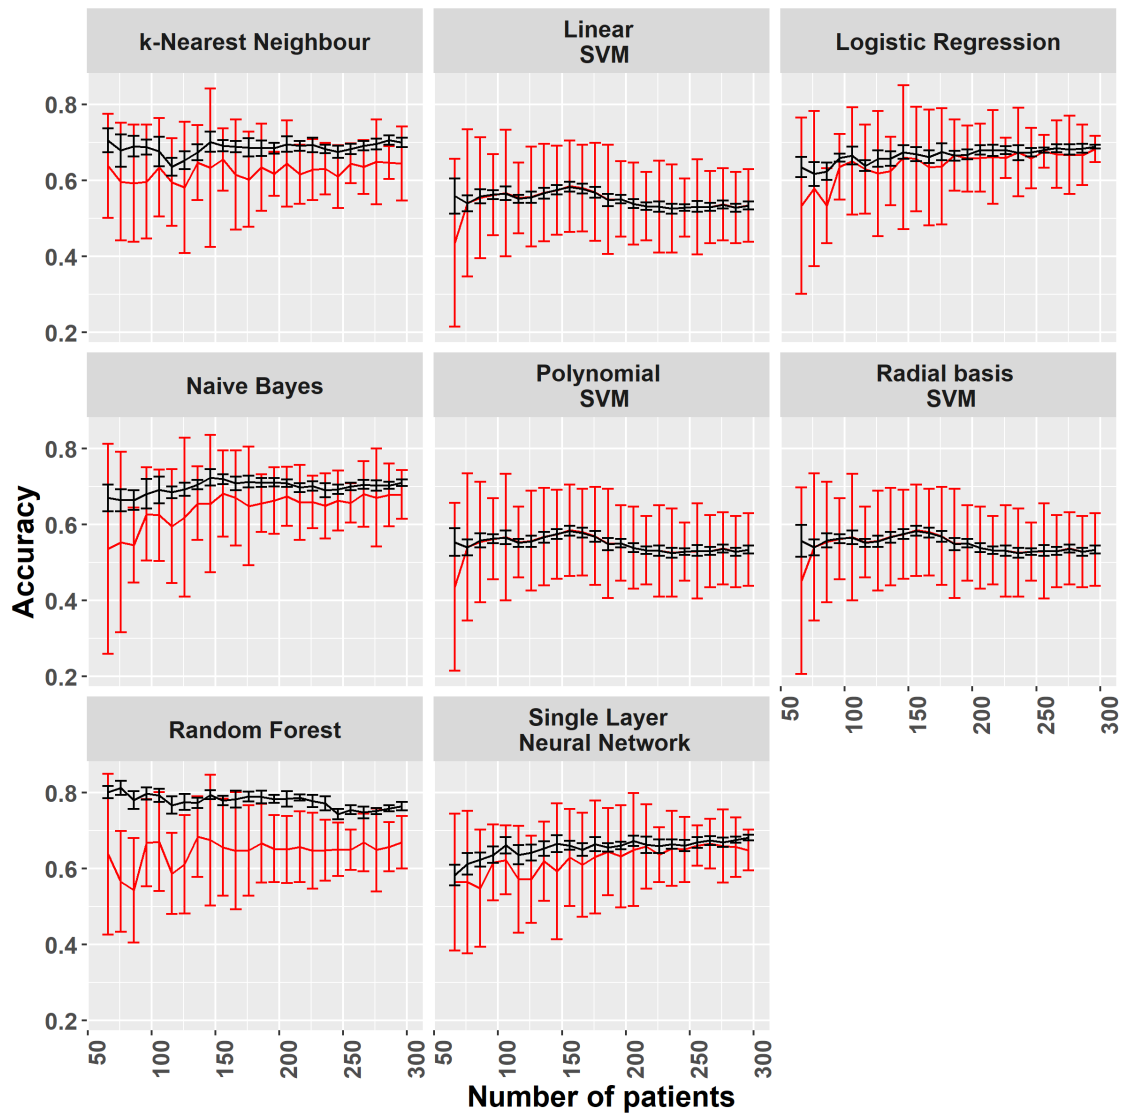 k-Nearest Neighbour
Linear
SVM
Logistic Regression
0.8
0.6
0.4
0.2
Naive Bayes
Polynomial
SVM
Radial basis
SVM
0.8
0.6
0.4
0.2
50
100
150
200
250
300
Random Forest
Single Layer
Neural Network
0.8
0.6
0.4
0.2
50
100
150
200
250
300
50
100
150
200
250
300
Accuracy
Number of patients